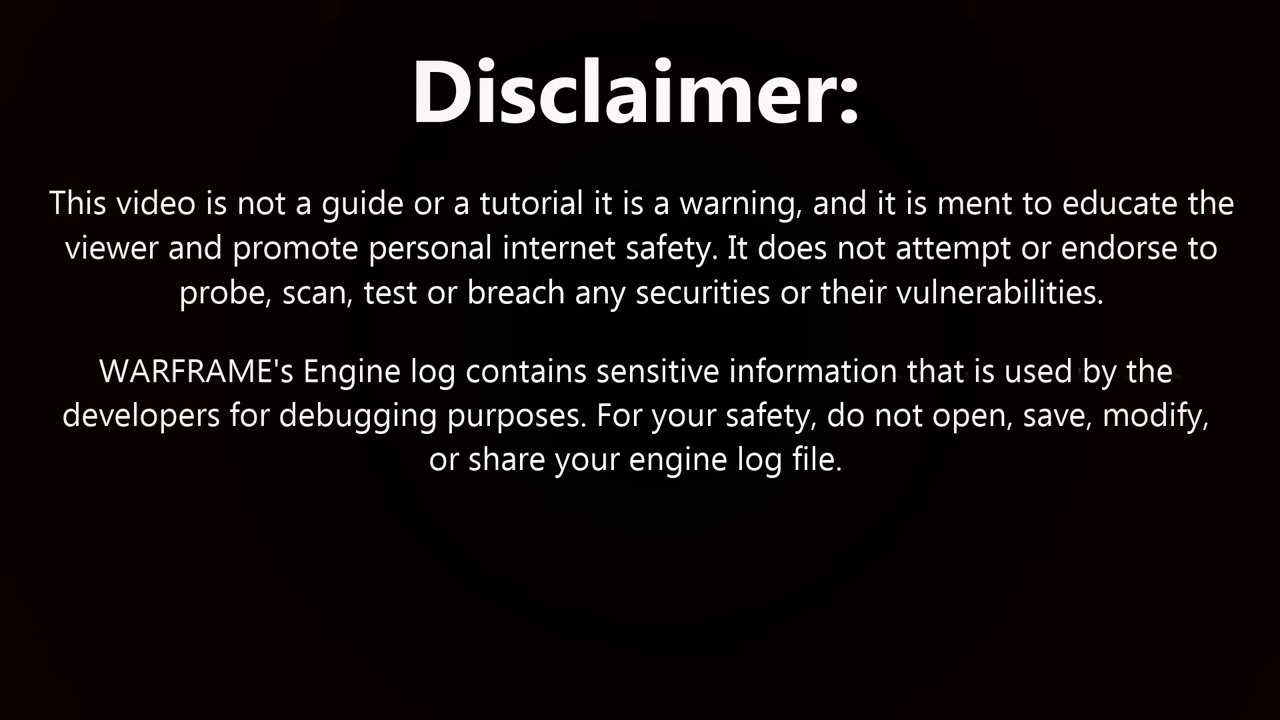 Disclaimer:
This video is not a guide or a tutorial it is a warning, and it is ment to educate the
viewer and promote personal internet safety. It does not attempt or endorse to
probe, scan, test or breach any securities or their vulnerabilities.
WARFRAME's Engine log contains sensitive information that is used by the
developers for debugging purposes. For your safety, do not open, save, modify,
or share your engine log file.